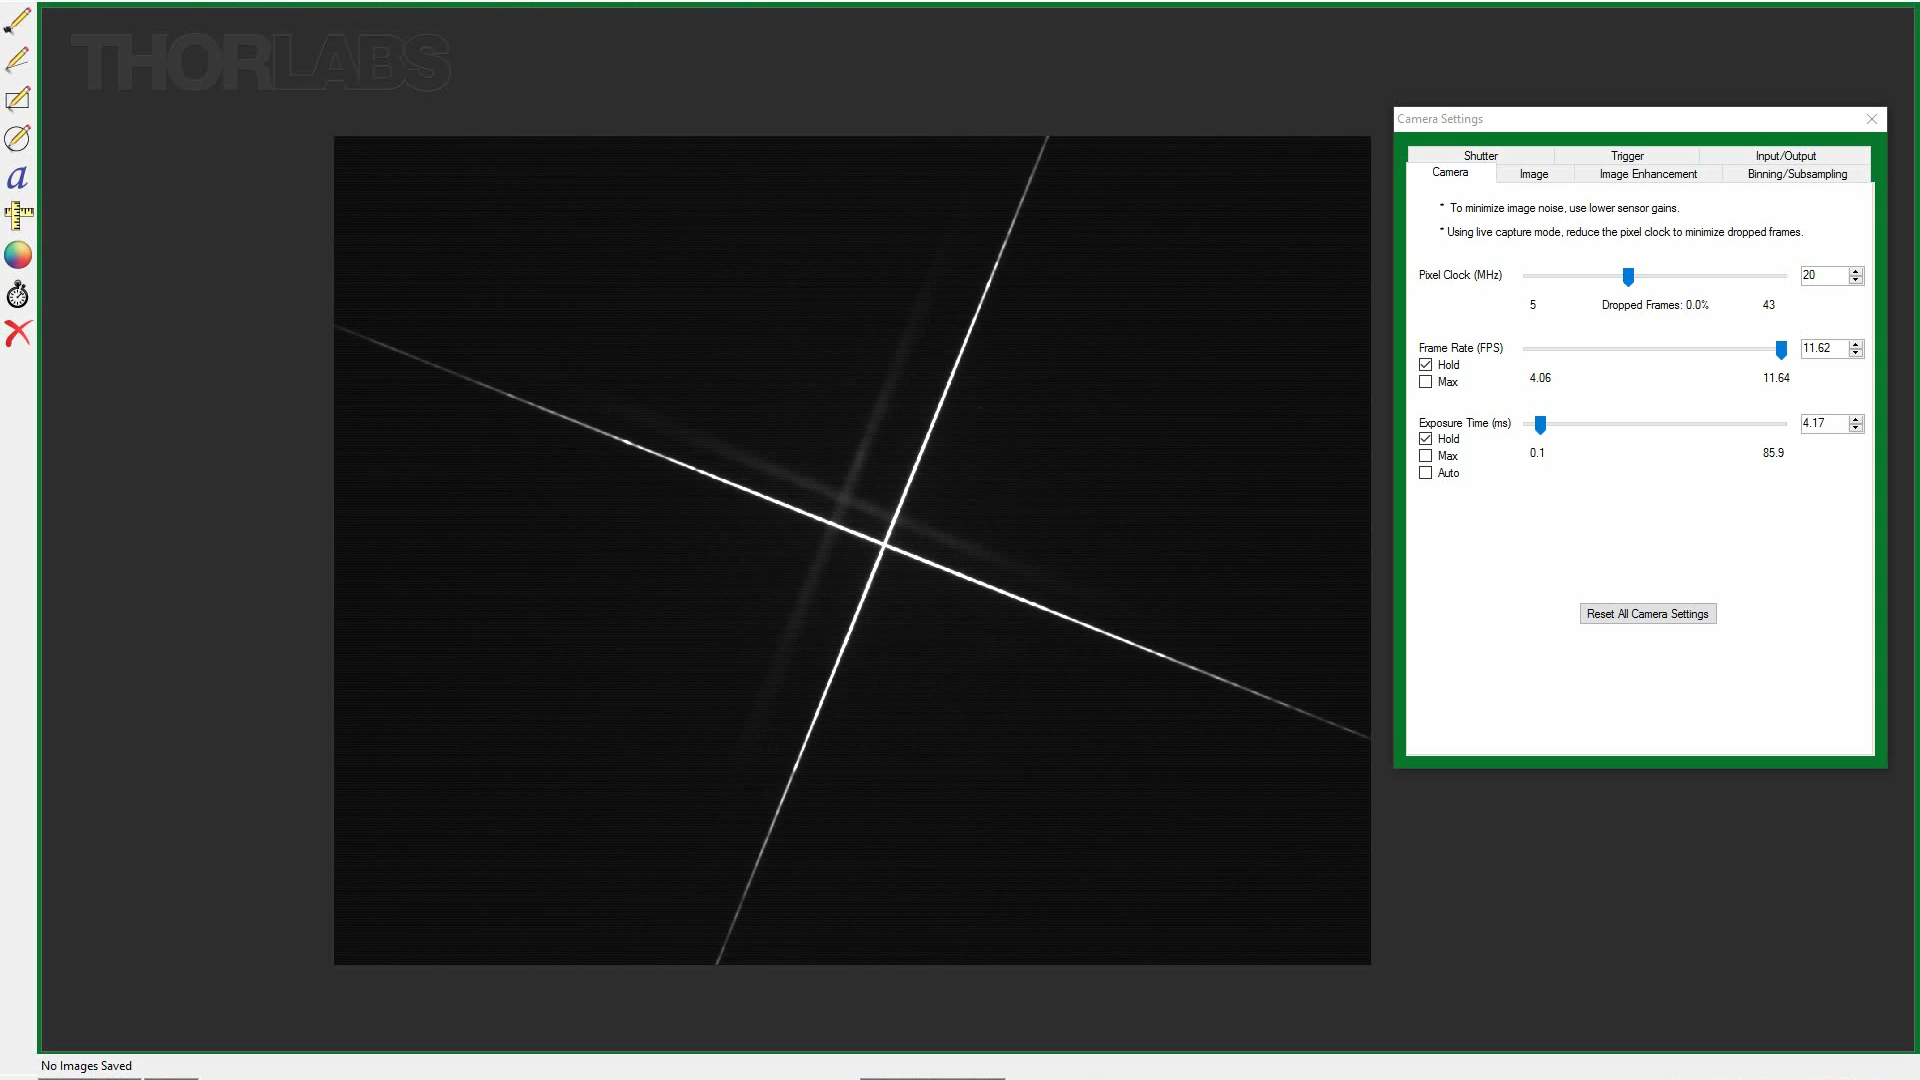 THORLABS
Camera Settings
Shutter Trigger Input/Output
Camera Image Image Enhancement Binning/Subsampling
* To minimize image noise, use lower sensor gains.
* Using live capture mode, reduce the pixel clock to minimize dropped frames.
Pixel Clock (MHz) 20
5 Dropped Frames: 0.0% 43
Frame Rate (FPS) 11.62
Hold
Max 4.06 11.64
Exposure Time (ms) 4.17
Hold
Max 0.1 85.9
Auto
Reset All Camera Settings
a
No Images Saved